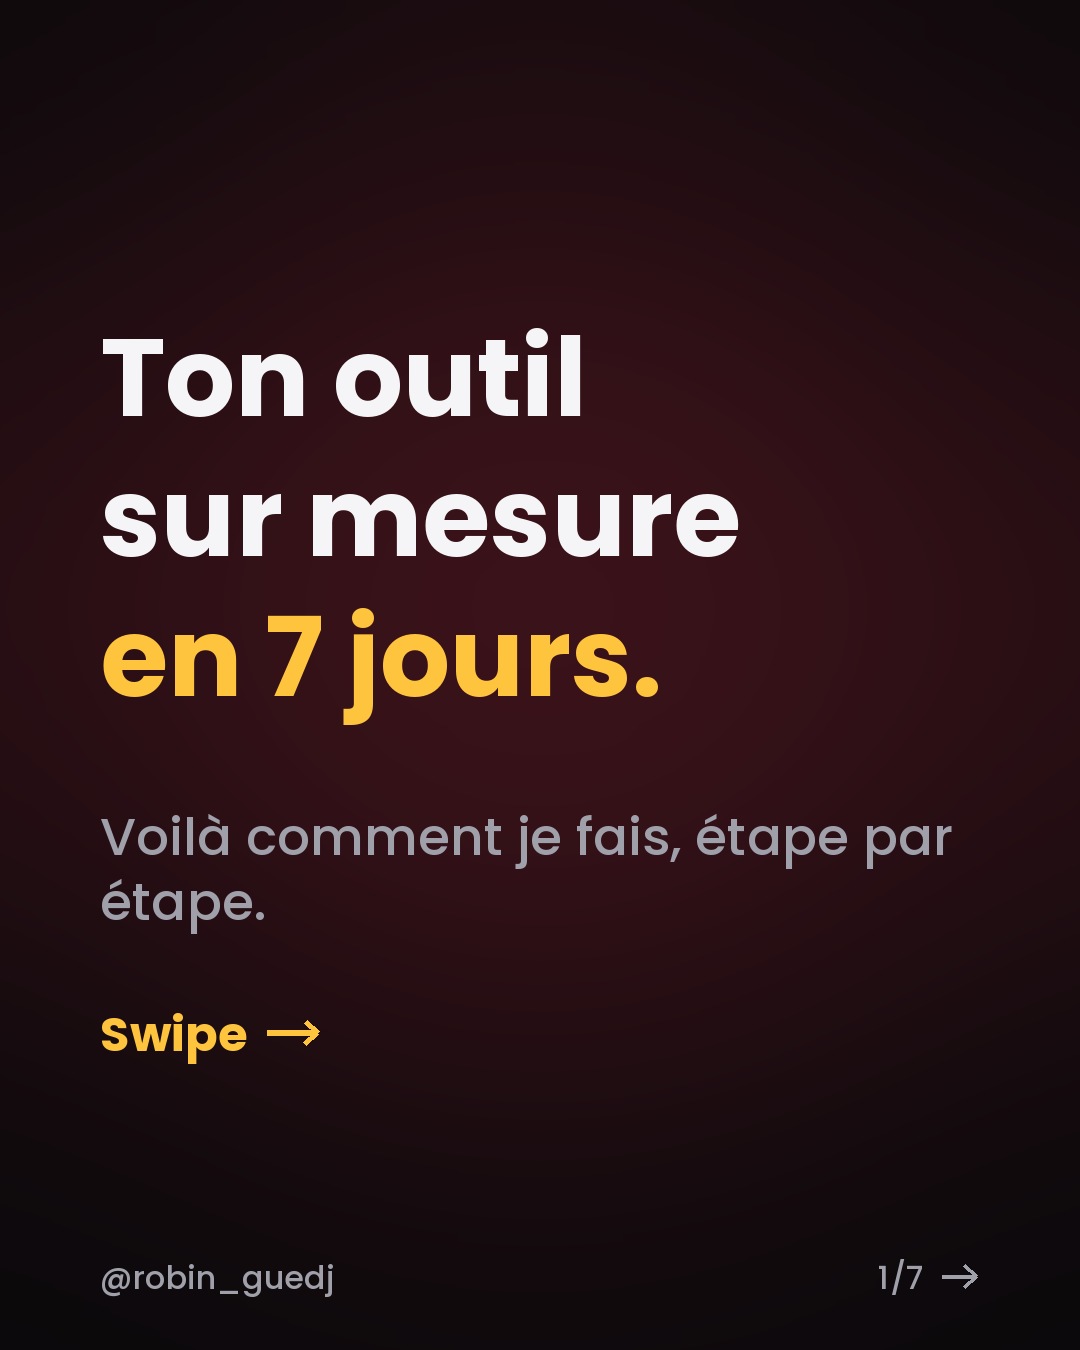 Ton outil
sur mesure
en 7 jours.
Voilà comment je fais, étape par
étape.
Swipe →
@robin_guedj
1/7 →